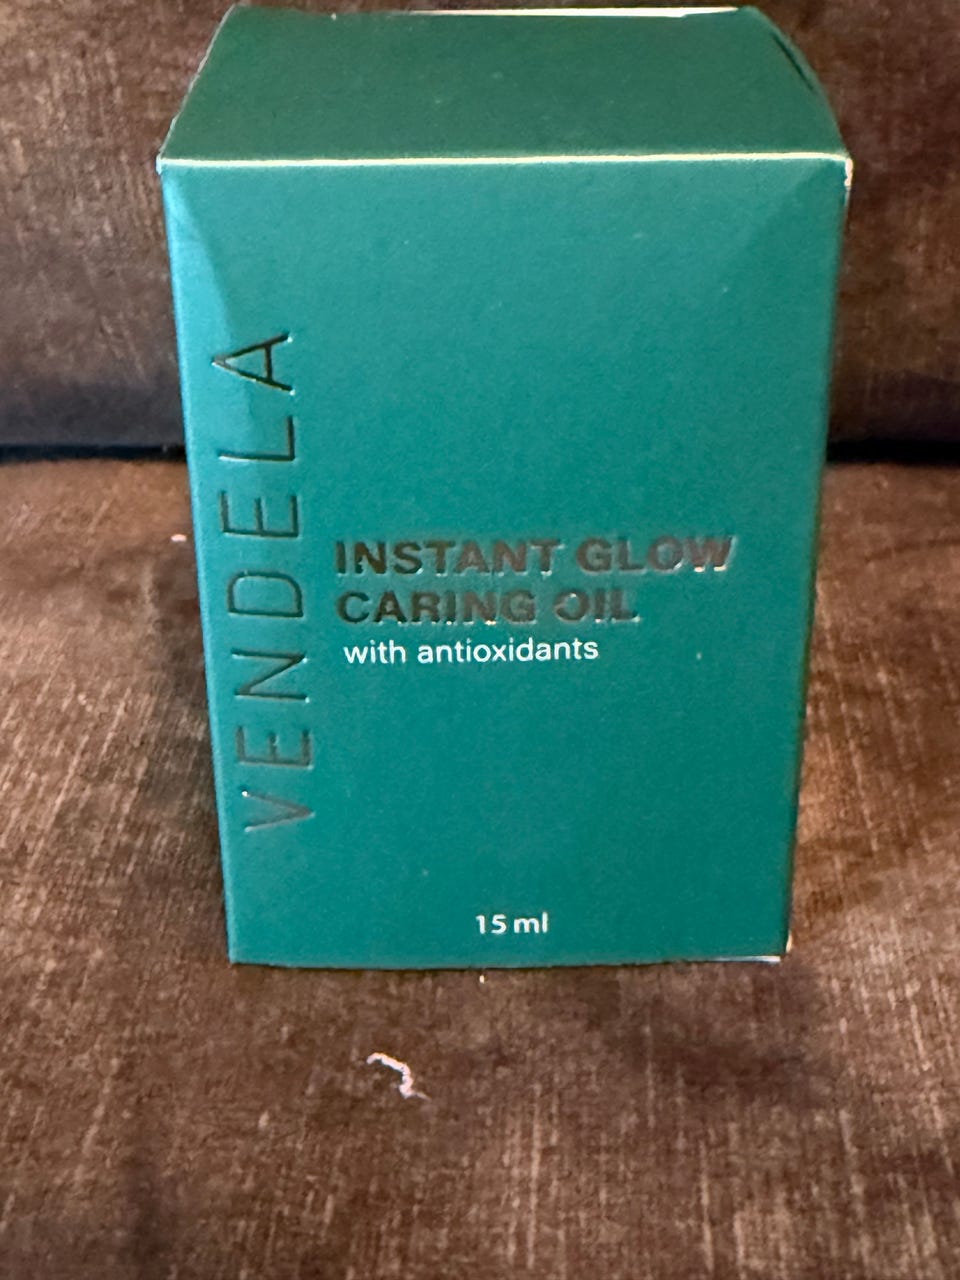 VENDELA
INSTANT GLOW
CARING OIL
with antioxidants
15 ml